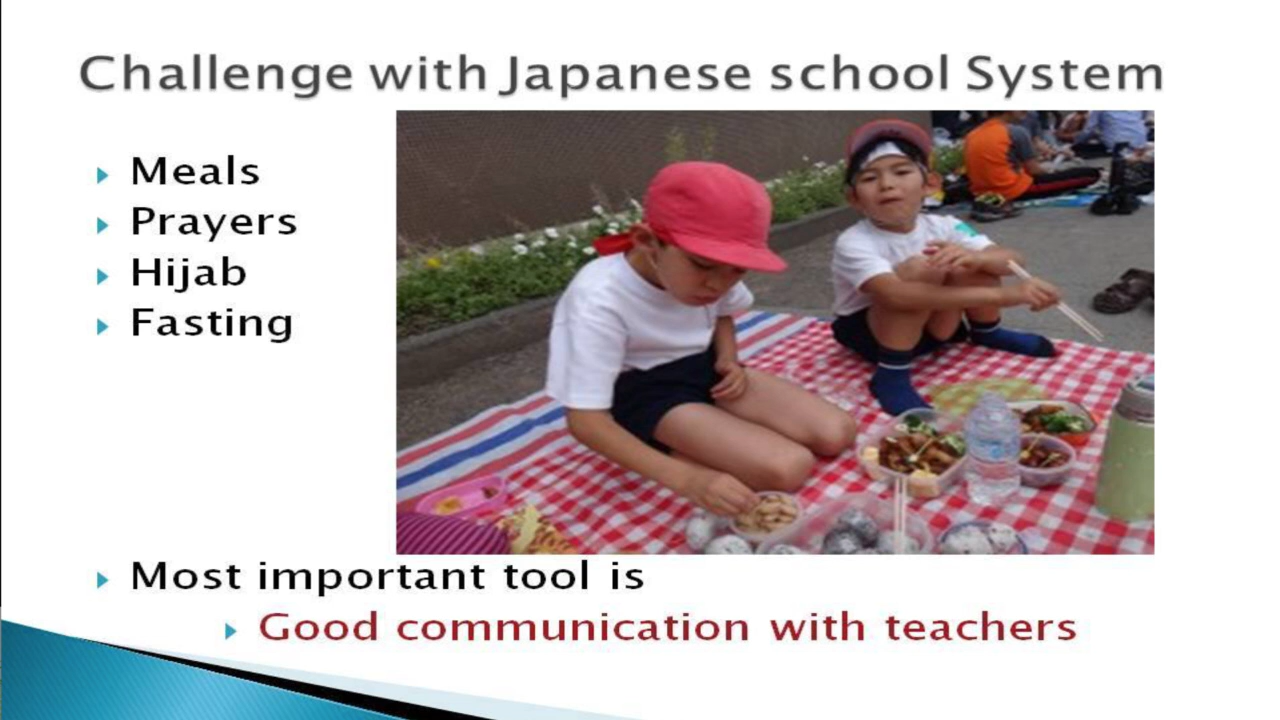 Challenge with Japanese school System
Meals
Prayers
Hijab
Fasting
Most important tool is
Good communication with teachers